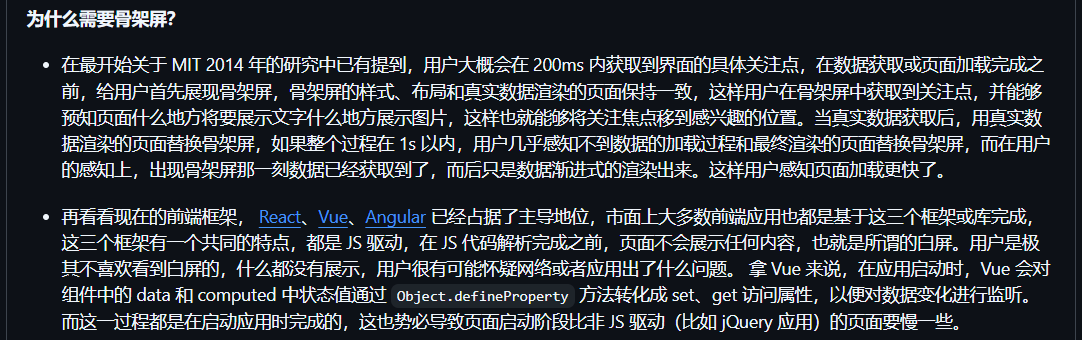 为什么需要骨架屏?
在最开始关于 MIT 2014 年的研究中已有提到，用户大概会在 200ms 内获取到界面的具体关注点，在数据获取或页面加载完成之
前，给用户首先展现骨架屏，骨架屏的样式、布局和真实数据渲染的页面保持一致，这样用户在骨架屏中获取到关注点，并能够
预知页面什么地方将要展示文字什么地方展示图片，这样也就能够将关注焦点移到感兴趣的位置。当真实数据获取后，用真实数
据渲染的页面替换骨架屏，如果整个过程在 1s 以内，用户几乎感知不到数据的加载过程和最终渲染的页面替换骨架屏，而在用户
的感知上，出现骨架屏那一刻数据已经获取到了，而后只是数据渐进式的渲染出来。这样用户感知页面加载更快了。
再看看现在的前端框架， React、Vue、Angular 已经占据了主导地位，市面上大多数前端应用也都是基于这三个框架或库完成，
这三个框架有一个共同的特点，都是 JS 驱动，在 JS 代码解析完成之前，页面不会展示任何内容，也就是所谓的白屏。用户是极
其不喜欢看到白屏的，什么都没有展示，用户很有可能怀疑网络或者应用出了什么问题。 拿 Vue 来说，在应用启动时，Vue 会对
组件中的 data 和 computed 中状态值通过 Object.defineProperty 方法转化成 set、get 访问属性，以便对数据变化进行监听。
而这一过程都是在启动应用时完成的，这也势必导致页面启动阶段比非 JS 驱动（比如 jQuery 应用）的页面要慢一些。